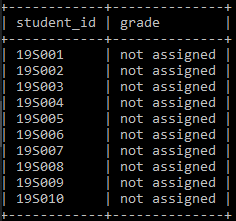 +------------+--------------+
| student_id | grade        |
+------------+--------------+
| 19S001     | not assigned |
| 19S002     | not assigned |
| 19S003     | not assigned |
| 19S004     | not assigned |
| 19S005     | not assigned |
| 19S006     | not assigned |
| 19S007     | not assigned |
| 19S008     | not assigned |
| 19S009     | not assigned |
| 19S010     | not assigned |
+------------+--------------+